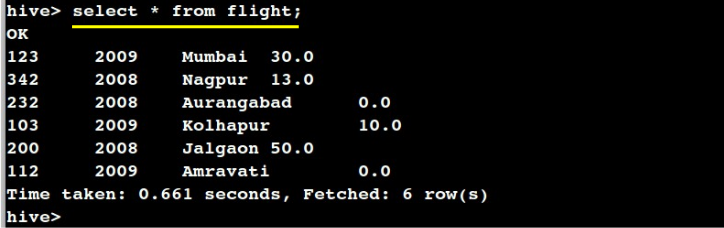 hive> select * from flight;
OK
123 2009 Mumbai 30.0
342 2008 Nagpur 13.0
232 2008 Aurangabad 0.0
103 2009 Kolhapur 10.0
200 2008 Jalgaon 50.0
112 2009 Amravati 0.0
Time taken: 0.661 seconds, Fetched: 6 row(s)
hive>